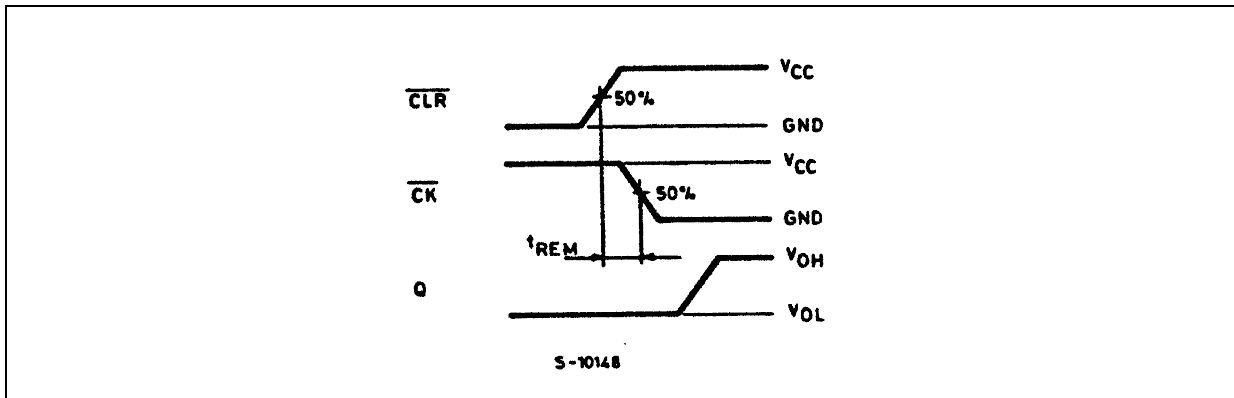 VCC
CLR
50%
GND
VCC
CK
50%
GND
tREM
VOH
Q
VOL
S-10148